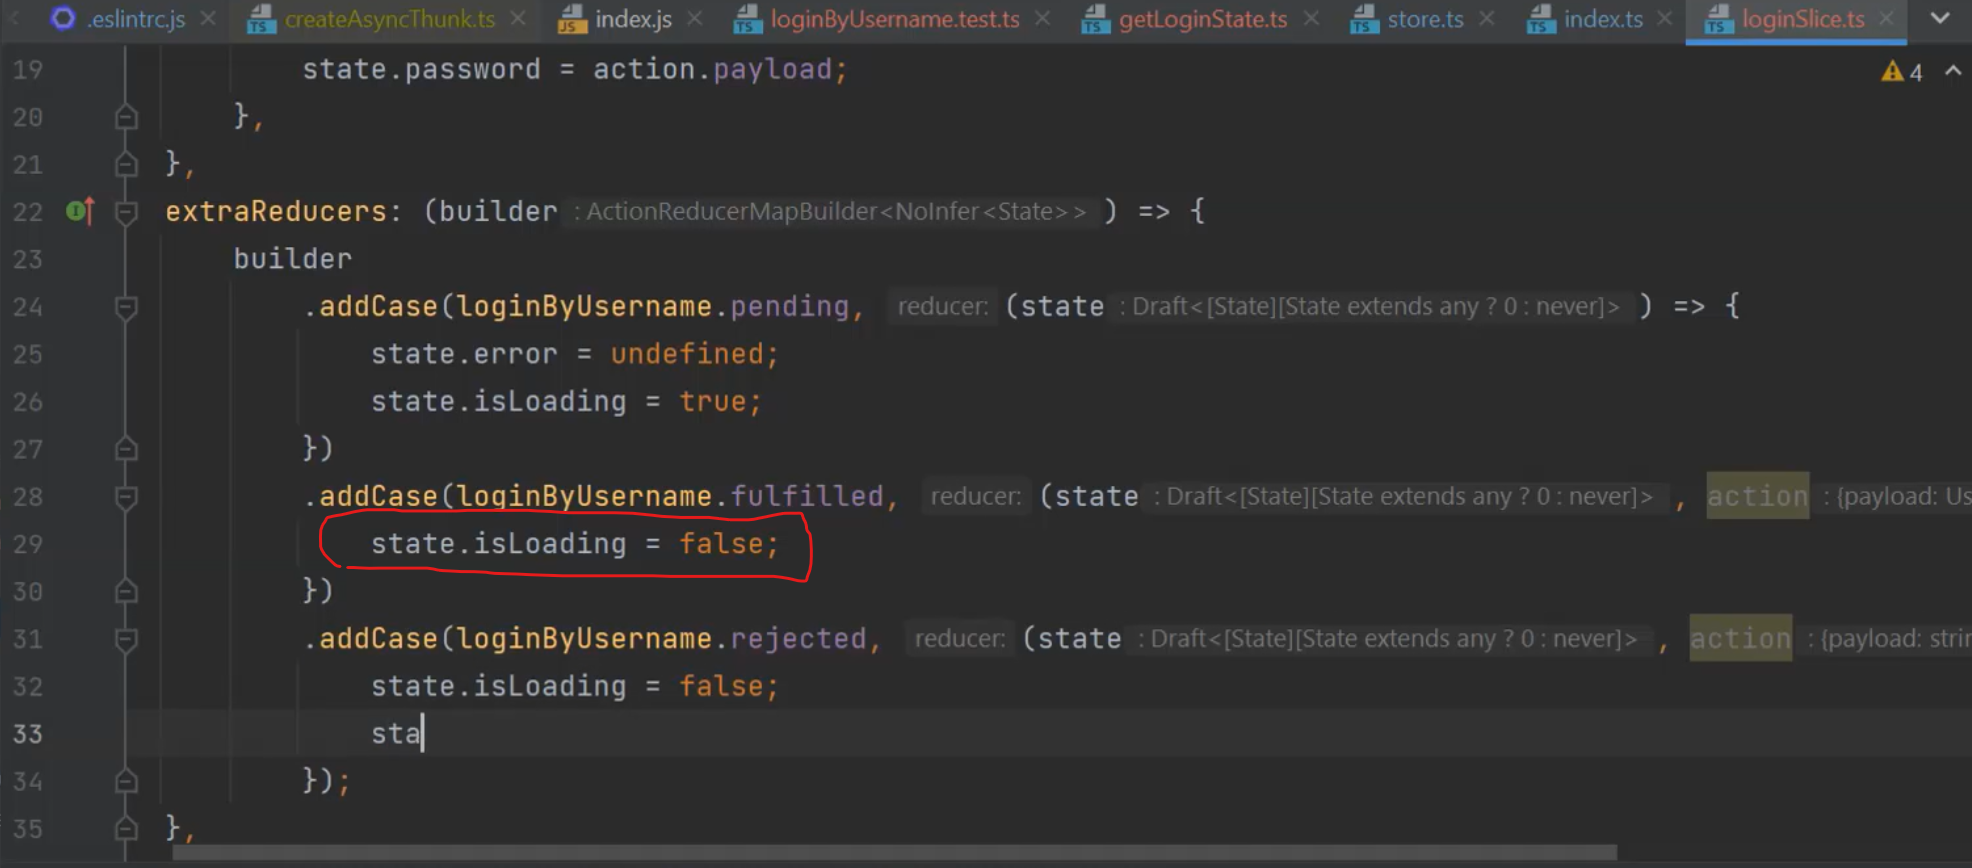 .eslintrc.js createAsyncThunk.ts index.js loginByUsername.test.ts getLoginState.ts store.ts index.ts loginSlice.ts
19 state.password = action.payload; 4
20 },
21 },
22 extraReducers: (builder : ActionReducerMapBuilder<NoInfer<State>> ) => {
23 builder
24 .addCase(loginByUsername.pending, reducer: (state : Draft<[State][State extends any ? 0 : never]> ) => {
25 state.error = undefined;
26 state.isLoading = true;
27 })
28 .addCase(loginByUsername.fulfilled, reducer: (state : Draft<[State][State extends any ? 0 : never]> , action : {payload: Us
29 state.isLoading = false;
30 })
31 .addCase(loginByUsername.rejected, reducer: (state : Draft<[State][State extends any ? 0 : never]> , action : {payload: strin
32 state.isLoading = false;
33 sta
34 });
35 },